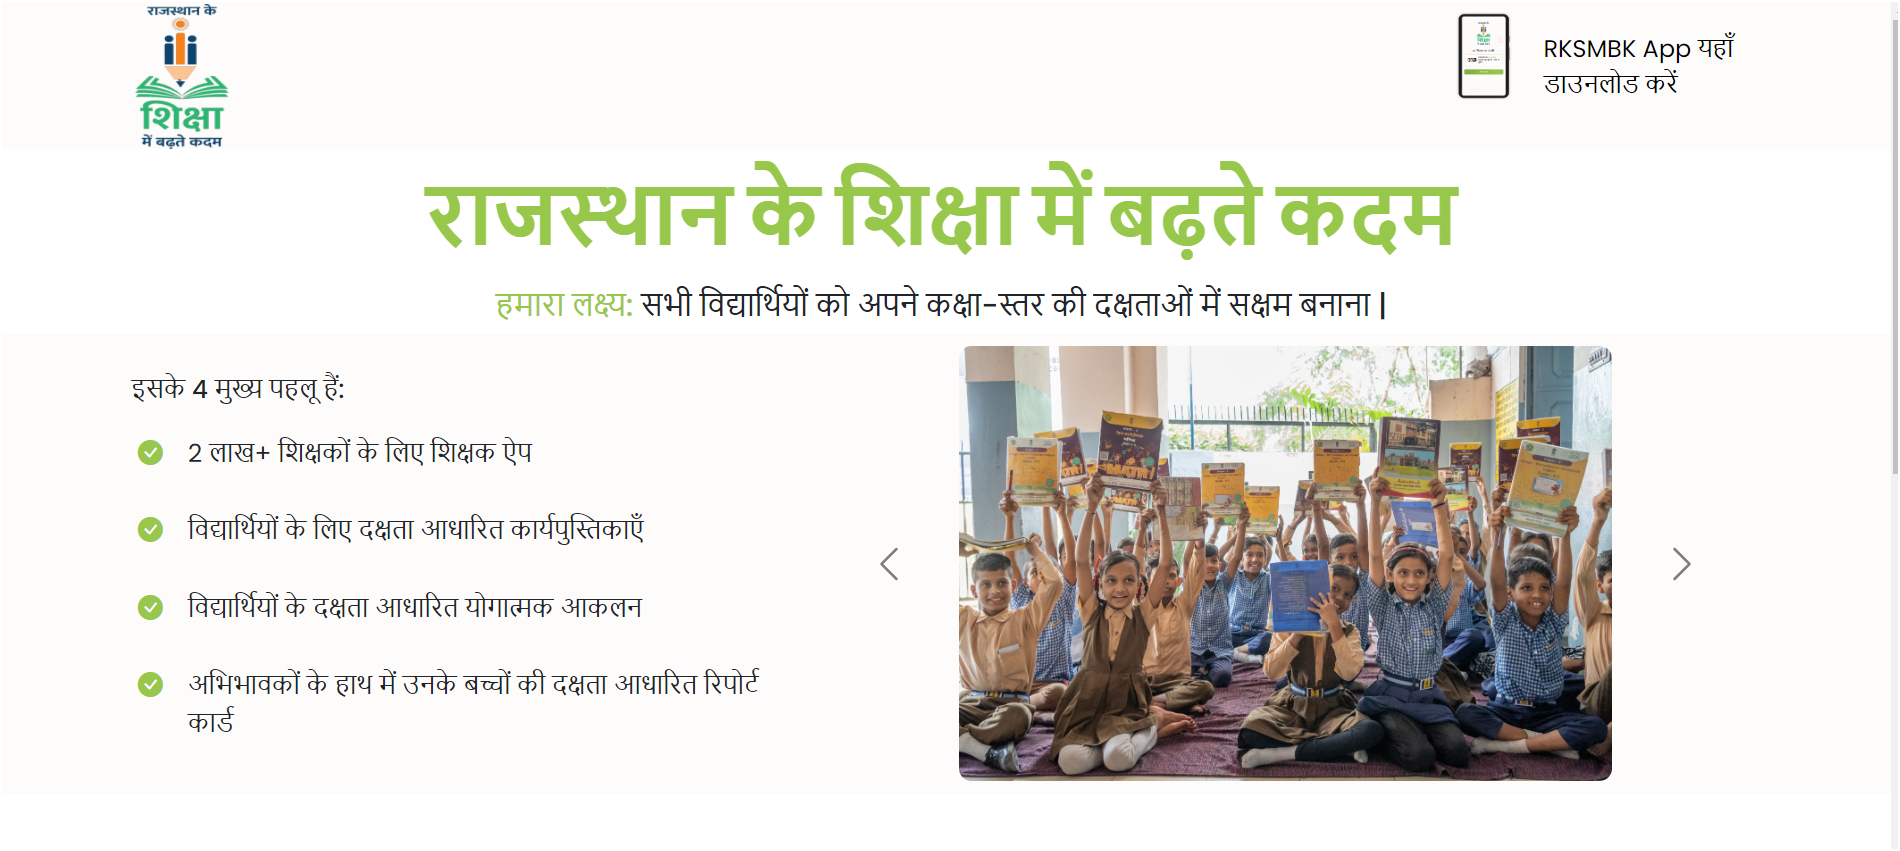 राजस्थान के
शिक्षा
में बढ़ते कदम
RKSMBK App यहाँ
डाउनलोड करें
राजस्थान के शिक्षा में बढ़ते कदम
हमारा लक्ष्य: सभी विद्यार्थियों को अपने कक्षा-स्तर की दक्षताओं में सक्षम बनाना |
इसके 4 मुख्य पहलू हैं:
2 लाख+ शिक्षकों के लिए शिक्षक ऐप
विद्यार्थियों के लिए दक्षता आधारित कार्यपुस्तिकाएँ
विद्यार्थियों के दक्षता आधारित योगात्मक आकलन
अभिभावकों के हाथ में उनके बच्चों की दक्षता आधारित रिपोर्ट
कार्ड